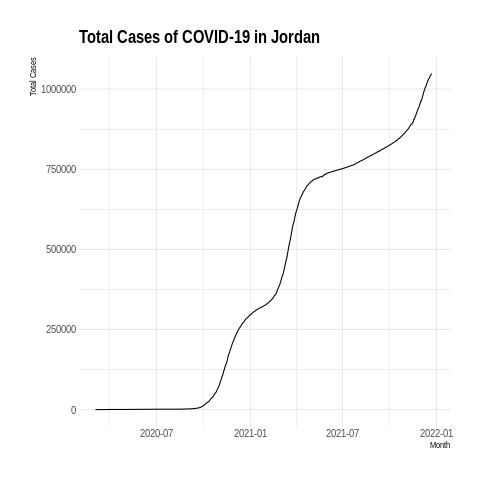 Total Cases of COVID-19 in Jordan
Total Cases
1000000
750000
500000
250000
0
2020-07 2021-01 2021-07 2022-01
Month